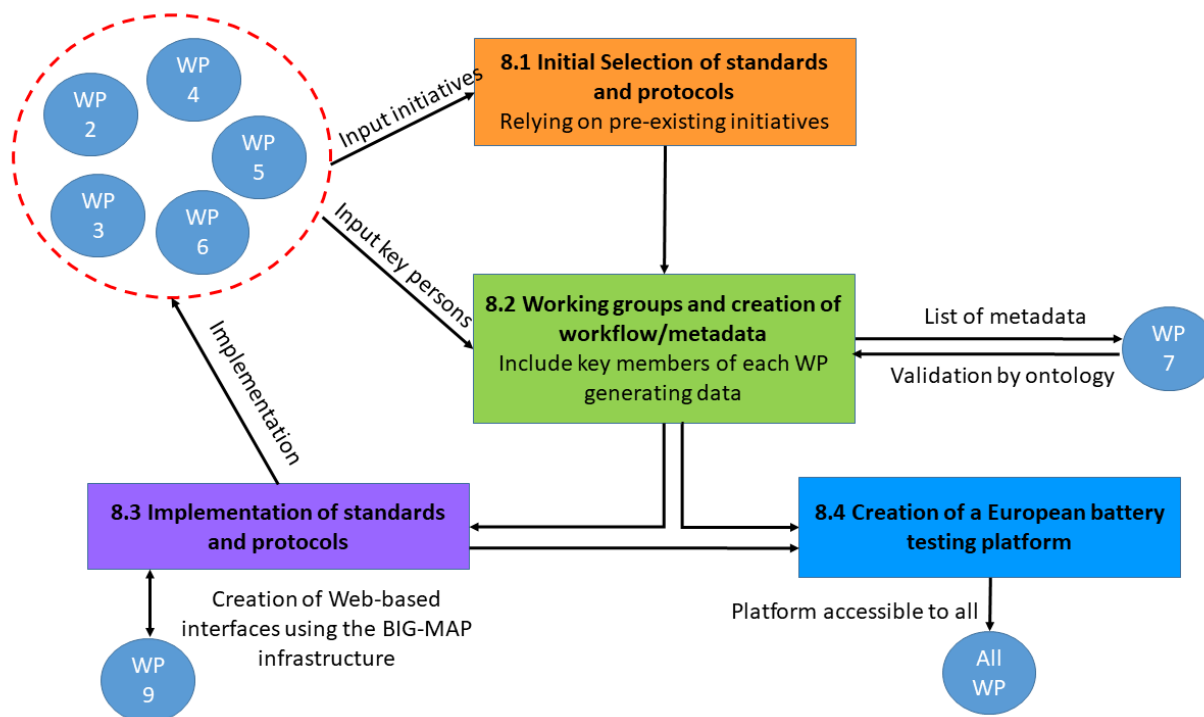 WP
4
WP
2
WP
5
WP
3
WP
6
Input initiatives
8.1 Initial Selection of standards
and protocols
Relying on pre-existing initiatives
Input key persons
8.2 Working groups and creation of
workflow/metadata
Include key members of each WP
generating data
List of metadata
Validation by ontology
WP
7
Implementation
8.3 Implementation of standards
and protocols
8.4 Creation of a European battery
testing platform
Creation of Web-based
interfaces using the BIG-MAP
infrastructure
WP
9
Platform accessible to all
All
WP